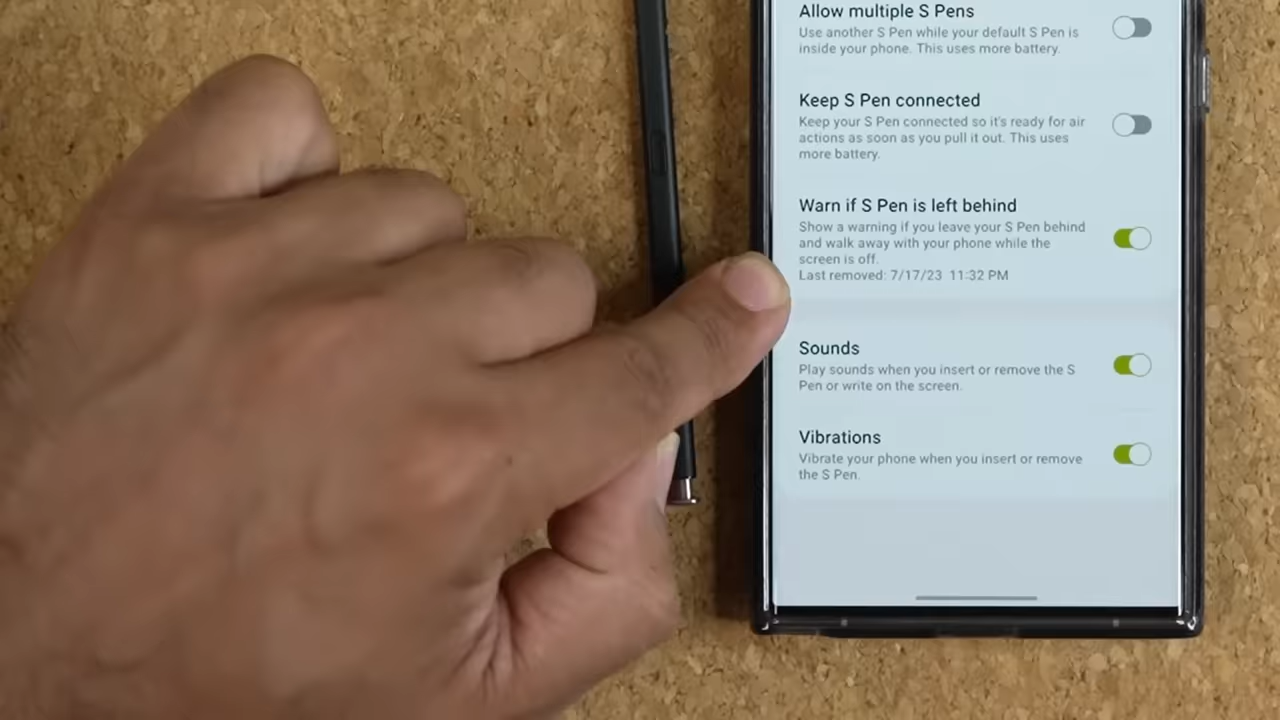 Allow multiple S Pens
Use another S Pen while your default S Pen is
inside your phone. This uses more battery.
Keep S Pen connected
Keep your S Pen connected so it's ready for air
actions as soon as you pull it out. This uses
more battery.
Warn if S Pen is left behind
Show a warning if you leave your S Pen behind
and walk away with your phone while the
screen is off.
Last removed: 7/17/23 11:32 PM
Sounds
Play sounds when you insert or remove the S
Pen or write on the screen.
Vibrations
Vibrate your phone when you insert or remove
the S Pen.